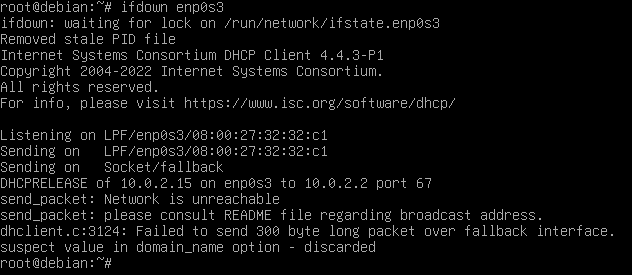 root@debian:~# ifdown enp0s3
ifdown: waiting for lock on /run/network/ifstate.enp0s3
Removed stale PID file
Internet Systems Consortium DHCP Client 4.4.3-P1
Copyright 2004-2022 Internet Systems Consortium.
All rights reserved.
For info, please visit https://www.isc.org/software/dhcp/

Listening on LPF/enp0s3/08:00:27:32:32:c1
Sending on   LPF/enp0s3/08:00:27:32:32:c1
Sending on   Socket/fallback
DHCPRELEASE of 10.0.2.15 on enp0s3 to 10.0.2.2 port 67
send_packet: Network is unreachable
send_packet: please consult README file regarding broadcast address.
dhclient.c:3124: Failed to send 300 byte long packet over fallback interface.
suspect value in domain_name option - discarded
root@debian:~#